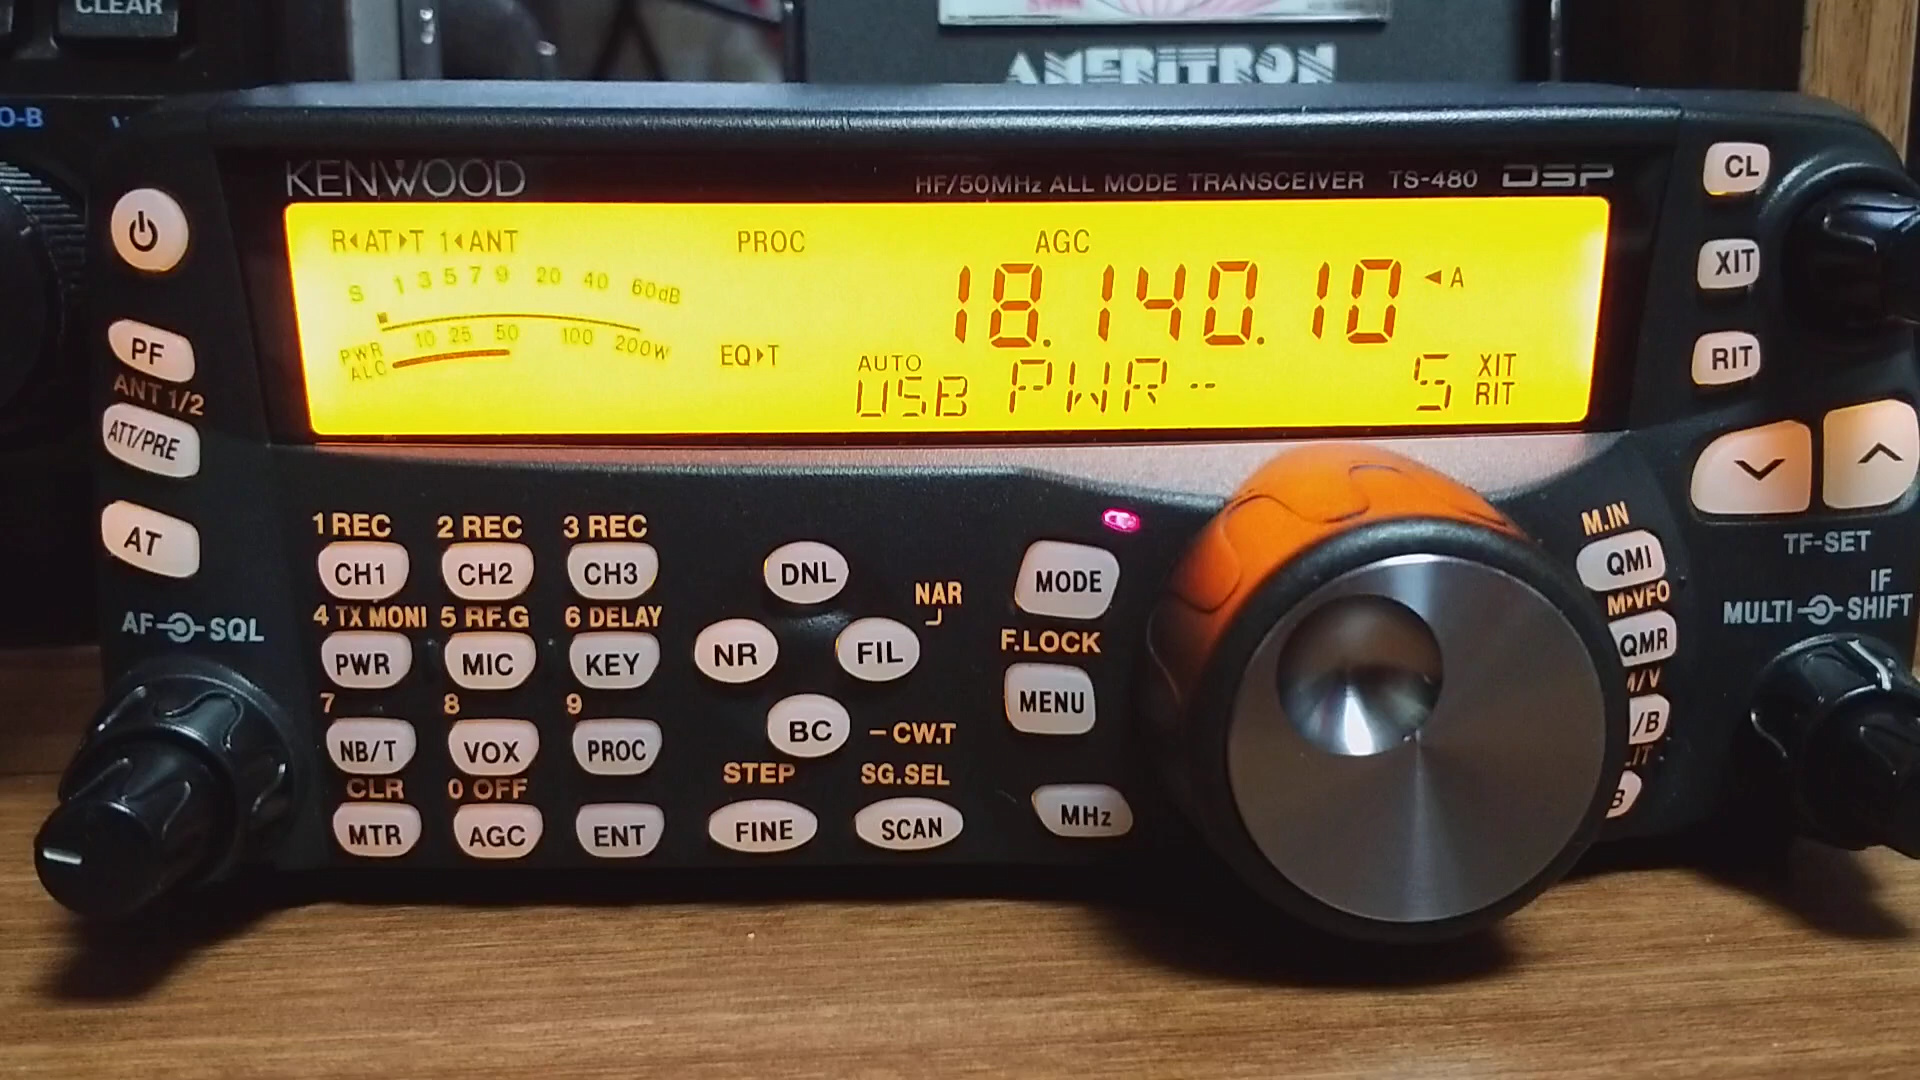 CLEAR
AMERITRON
O-B
KENWOOD
HF/50MHz ALL MODE TRANSCEIVER TS-480 DSP
CL
R◂AT▸T 1◂ANT PROC AGC
S 1 3 5 7 9 20 40 60dB
18.140.10 ◂A
XIT
PWR 10 25 50 100 200W
ALC
EQ▸T
AUTO
USB PWR-- 5
XIT
RIT
PF
RIT
ANT 1/2
ATT/PRE
AT
1 REC 2 REC 3 REC
CH1 CH2 CH3
DNL
MODE
M.IN
QMI
TF-SET
NAR
M▸VFO
IF
MULTI SHIFT
AF SQL
4 TX MONI 5 RF.G 6 DELAY
PWR MIC KEY
NR FIL
F.LOCK
QMR
MENU
/V
7 8 9
NB/T VOX PROC
BC
- CW.T
/B
CLR 0 OFF
STEP SG.SEL
MTR AGC ENT
FINE SCAN
MHz
B